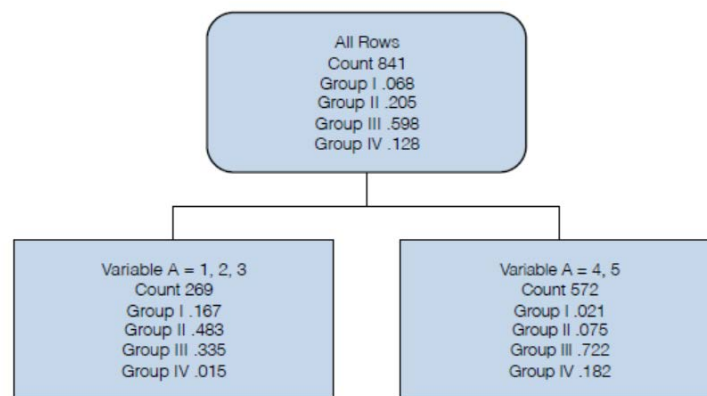 All Rows
Count 841
Group I .068
Group II .205
Group III .598
Group IV .128
Variable A = 1, 2, 3
Count 269
Group I .167
Group II .483
Group III .335
Group IV .015
Variable A = 4, 5
Count 572
Group I .021
Group II .075
Group III .722
Group IV .182